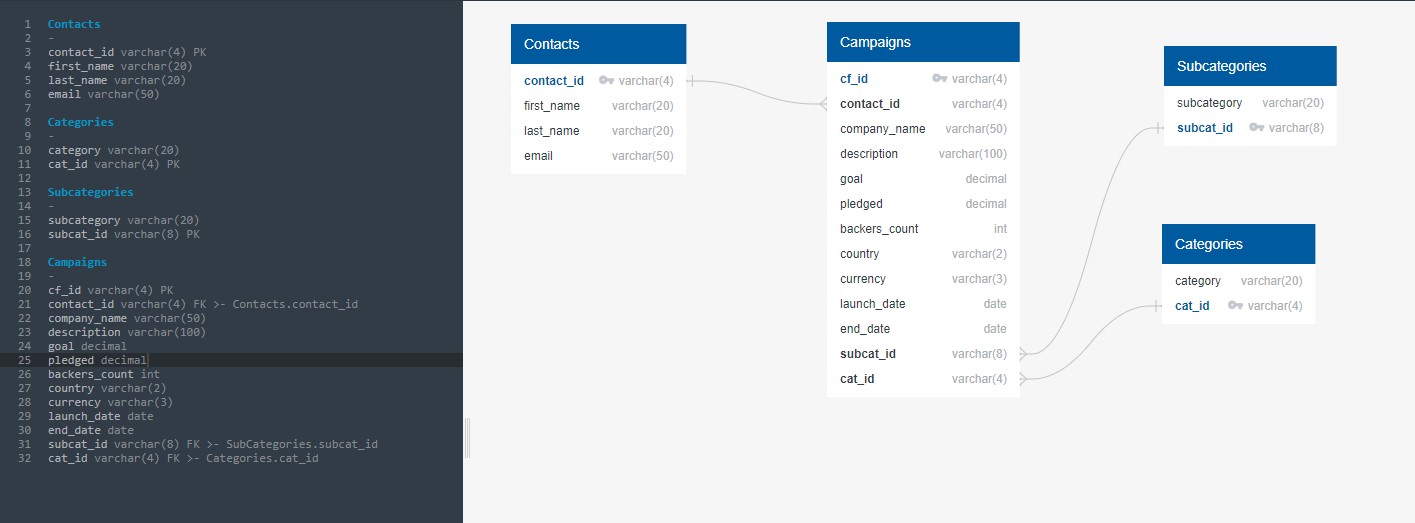 1 Contacts
2 -
3 contact_id varchar(4) PK
4 first_name varchar(20)
5 last_name varchar(20)
6 email varchar(50)
7
8 Categories
9 -
10 category varchar(20)
11 cat_id varchar(4) PK
12
13 Subcategories
14 -
15 subcategory varchar(20)
16 subcat_id varchar(8) PK
17
18 Campaigns
19 -
20 cf_id varchar(4) PK
21 contact_id varchar(4) FK >- Contacts.contact_id
22 company_name varchar(50)
23 description varchar(100)
24 goal decimal
25 pledged decimal
26 backers_count int
27 country varchar(2)
28 currency varchar(3)
29 launch_date date
30 end_date date
31 subcat_id varchar(8) FK >- SubCategories.subcat_id
32 cat_id varchar(4) FK >- Categories.cat_id
Contacts
contact_id varchar(4)
first_name varchar(20)
last_name varchar(20)
email varchar(50)
Campaigns
cf_id varchar(4)
contact_id varchar(4)
company_name varchar(50)
description varchar(100)
goal decimal
pledged decimal
backers_count int
country varchar(2)
currency varchar(3)
launch_date date
end_date date
subcat_id varchar(8)
cat_id varchar(4)
Subcategories
subcategory varchar(20)
subcat_id varchar(8)
Categories
category varchar(20)
cat_id varchar(4)